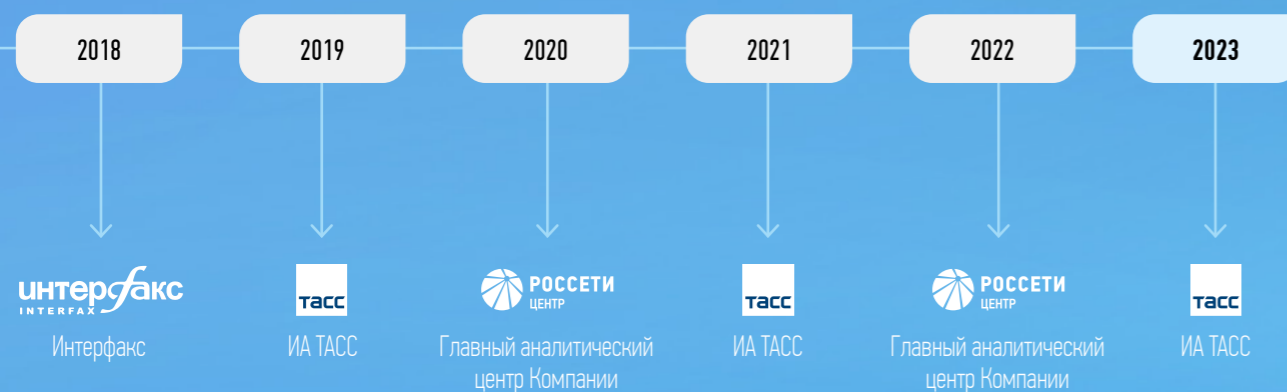 2018
2019
2020
2021
2022
2023
интерфакс
INTERFAX
Интерфакс
тасс
ИА ТАСС
РОССЕТИ
ЦЕНТР
Главный аналитический
центр Компании
тасс
ИА ТАСС
РОССЕТИ
ЦЕНТР
Главный аналитический
центр Компании
тасс
ИА ТАСС